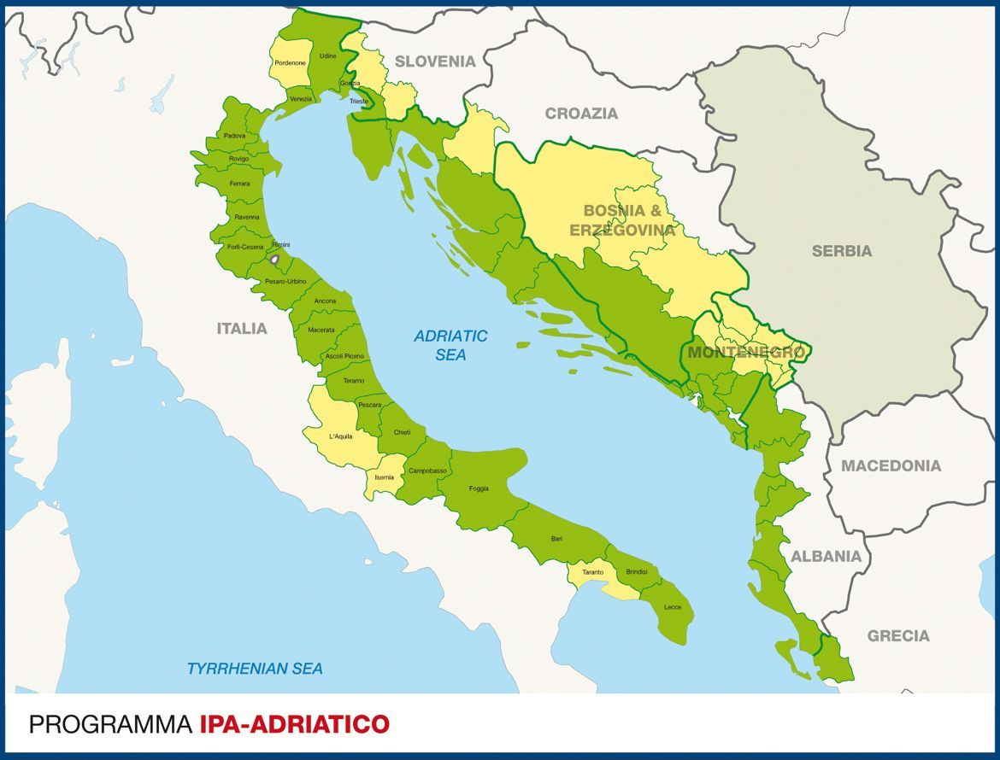 SLOVENIA
Udine
Pordenone
Gorizia
Venezia
Trieste
CROAZIA
Padova
Rovigo
Ferrara
BOSNIA &
ERZEGOVINA
Ravenna
Forlì-Cesena
Rimini
SERBIA
Pesaro-Urbino
Ancona
ITALIA
Macerata
ADRIATIC
SEA
Ascoli Piceno
MONTENEGRO
Teramo
Pescara
Chieti
L'Aquila
Campobasso
Isernia
MACEDONIA
Foggia
Bari
ALBANIA
Taranto
Brindisi
Lecce
GRECIA
TYRRHENIAN SEA
PROGRAMMA IPA-ADRIATICO